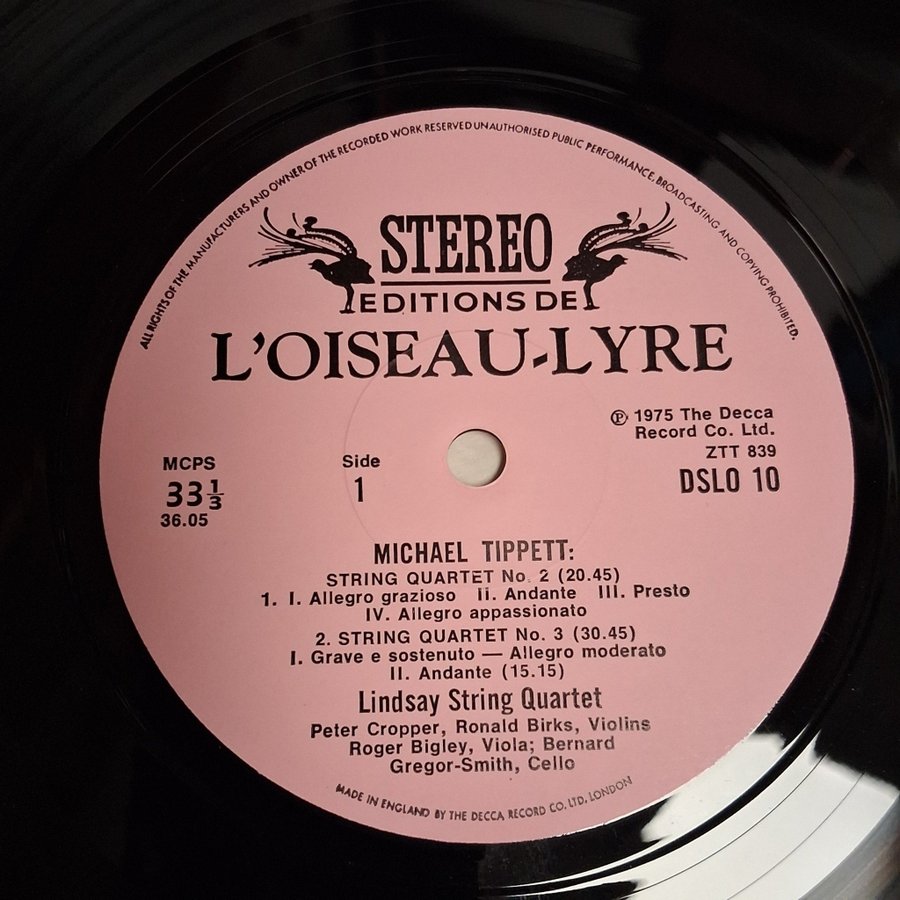 ALL RIGHTS OF THE MANUFACTURERS AND OWNER OF THE RECORDED WORK RESERVED UNAUTHORISED PUBLIC PERFORMANCE, BROADCASTING AND COPYING PROHIBITED.
STEREO
EDITIONS DE
L'OISEAU-LYRE
℗ 1975 The Decca
Record Co. Ltd.
ZTT 839
DSLO 10
MCPS
33⅓
36.05
Side
1
MICHAEL TIPPETT:
STRING QUARTET No. 2 (20.45)
1. I. Allegro grazioso II. Andante III. Presto
IV. Allegro appassionato
2. STRING QUARTET No. 3 (30.45)
I. Grave e sostenuto — Allegro moderato
II. Andante (15.15)
Lindsay String Quartet
Peter Cropper, Ronald Birks, Violins
Roger Bigley, Viola; Bernard
Gregor-Smith, Cello
MADE IN ENGLAND BY THE DECCA RECORD CO. LTD. LONDON